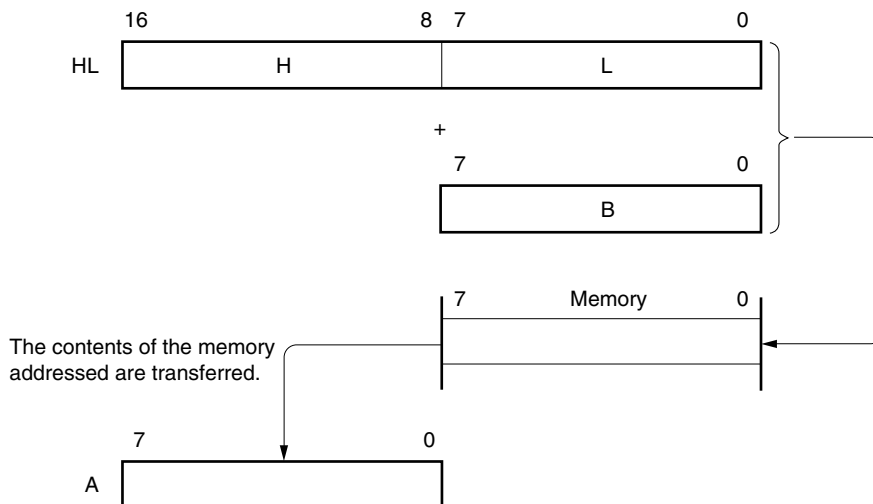 16 8 7 0
HL H L
+
7 0
B
7 Memory 0
The contents of the memory
addressed are transferred.
7 0
A